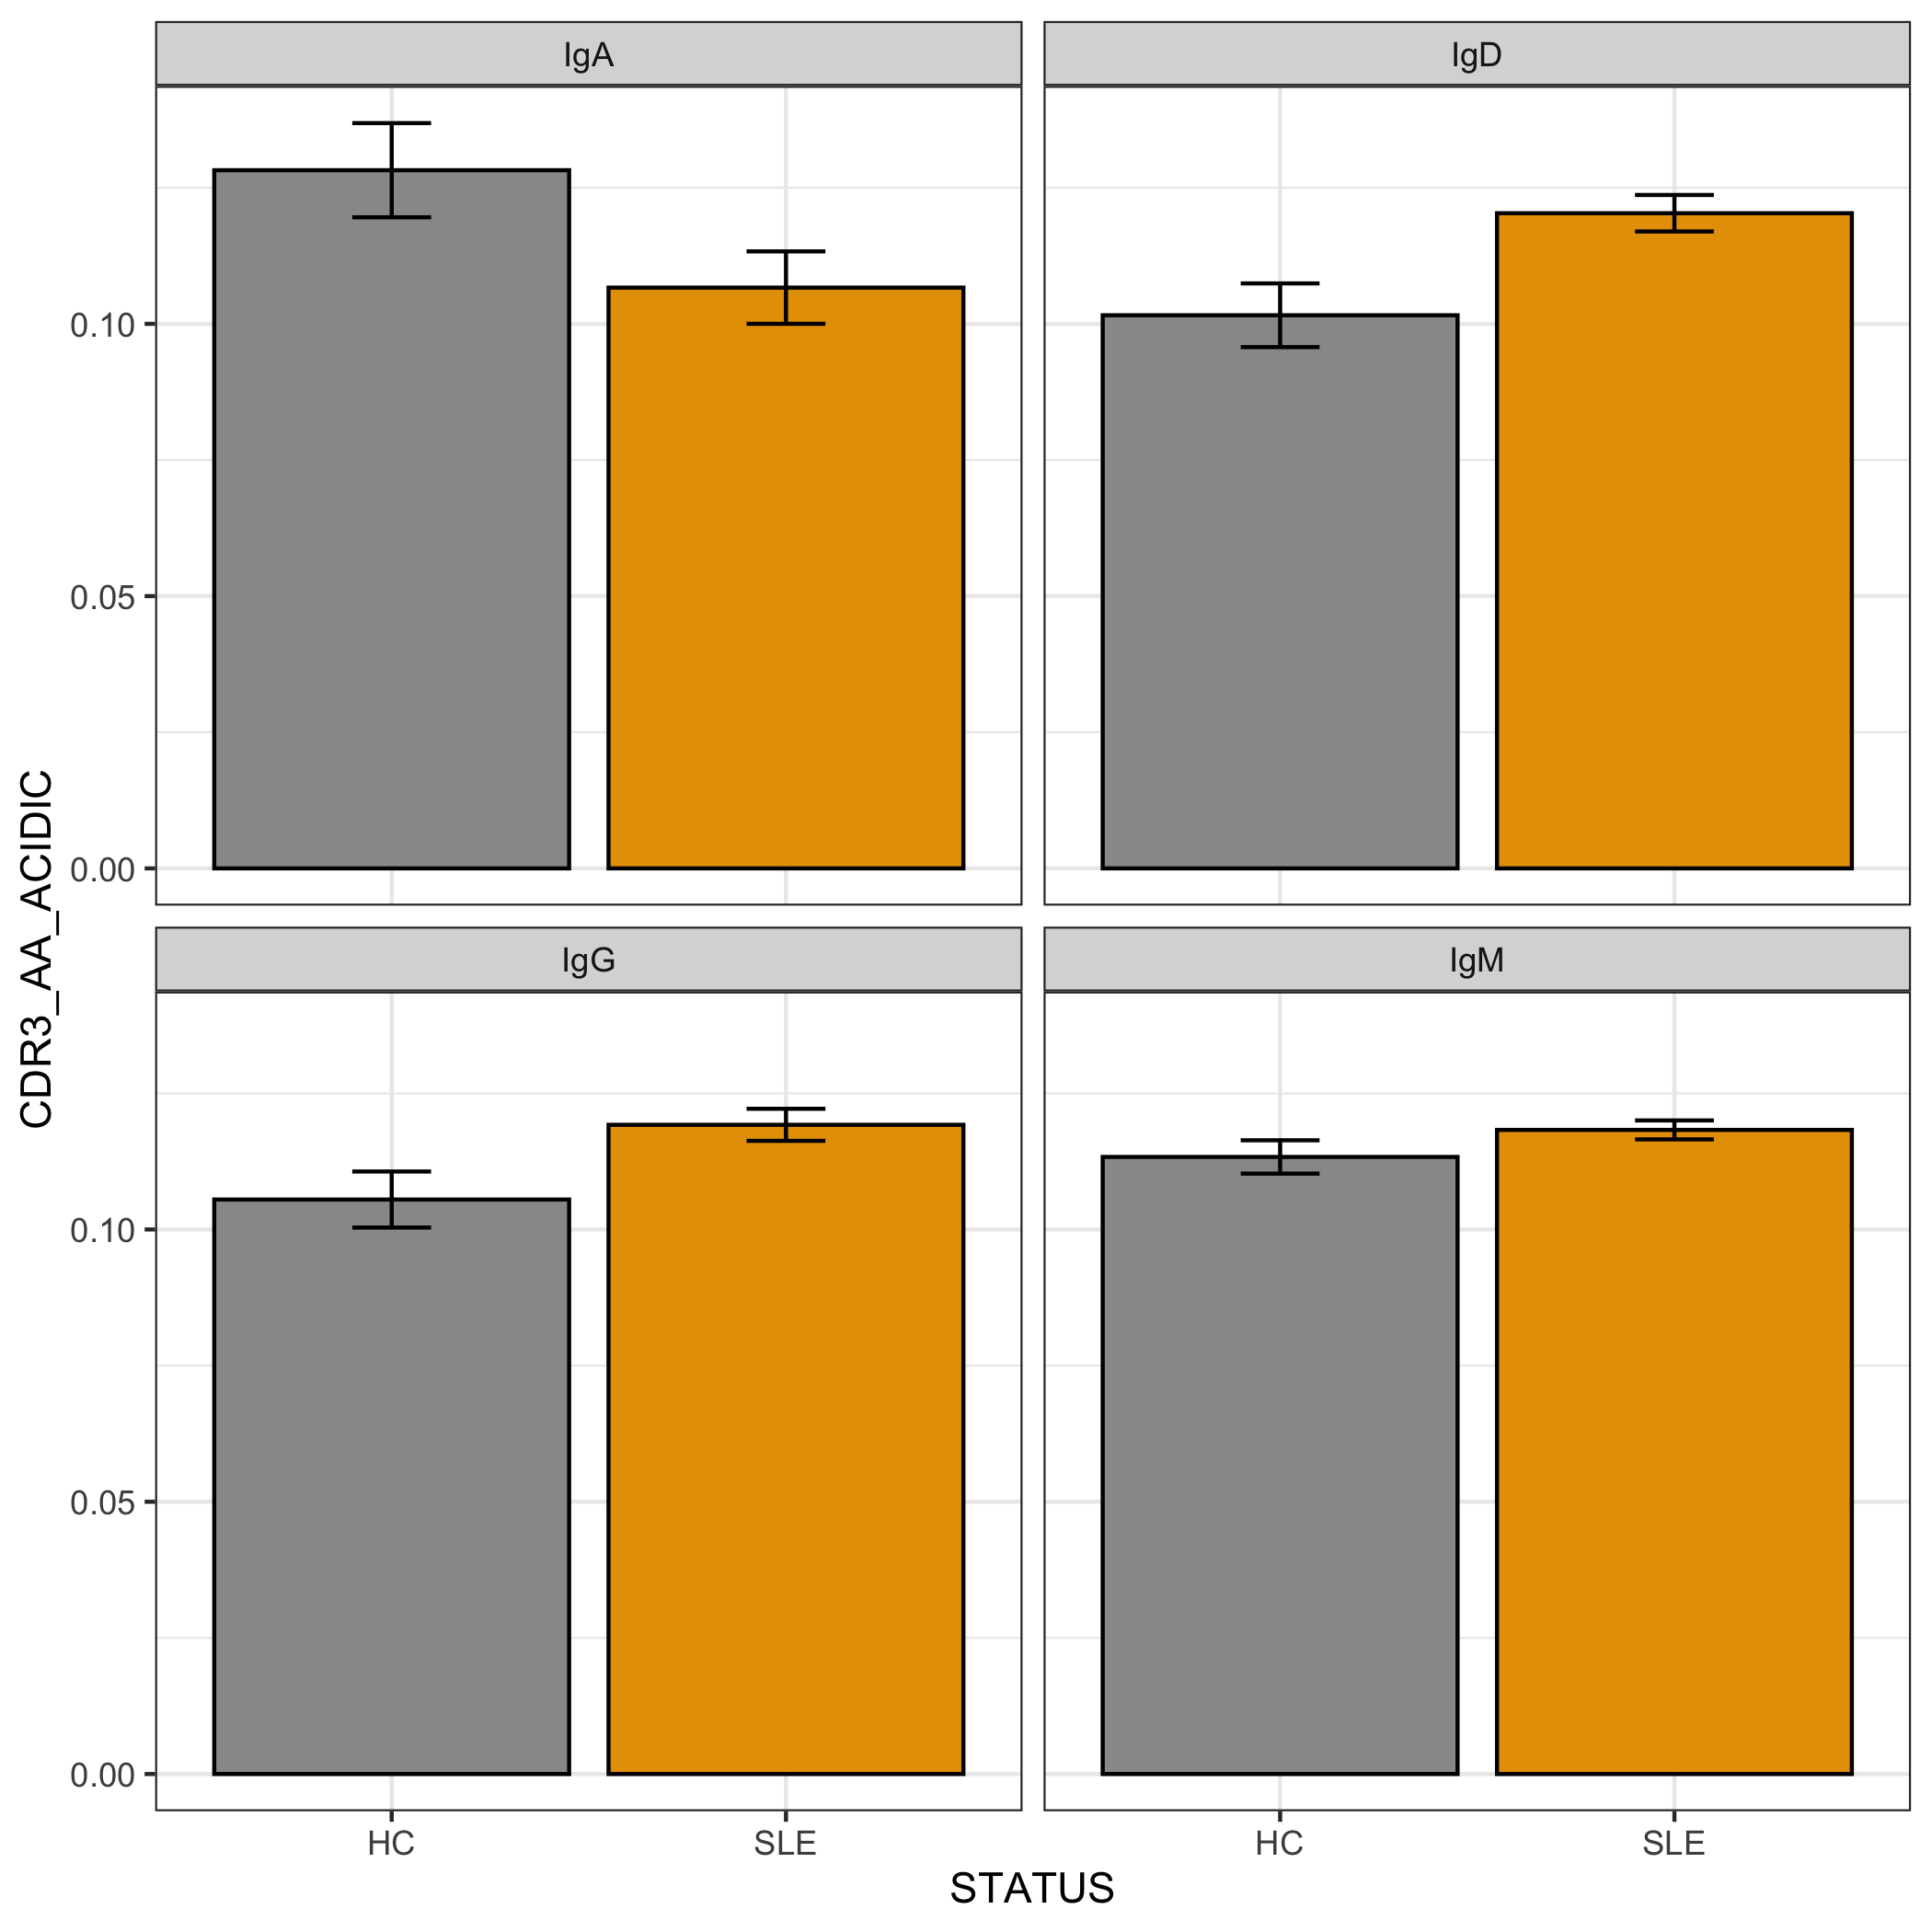 IgA
IgD
0.10
0.05
0.00
IgG
IgM
0.10
0.05
0.00
HC
SLE
HC
SLE
STATUS
CDR3_AA_ACIDIC